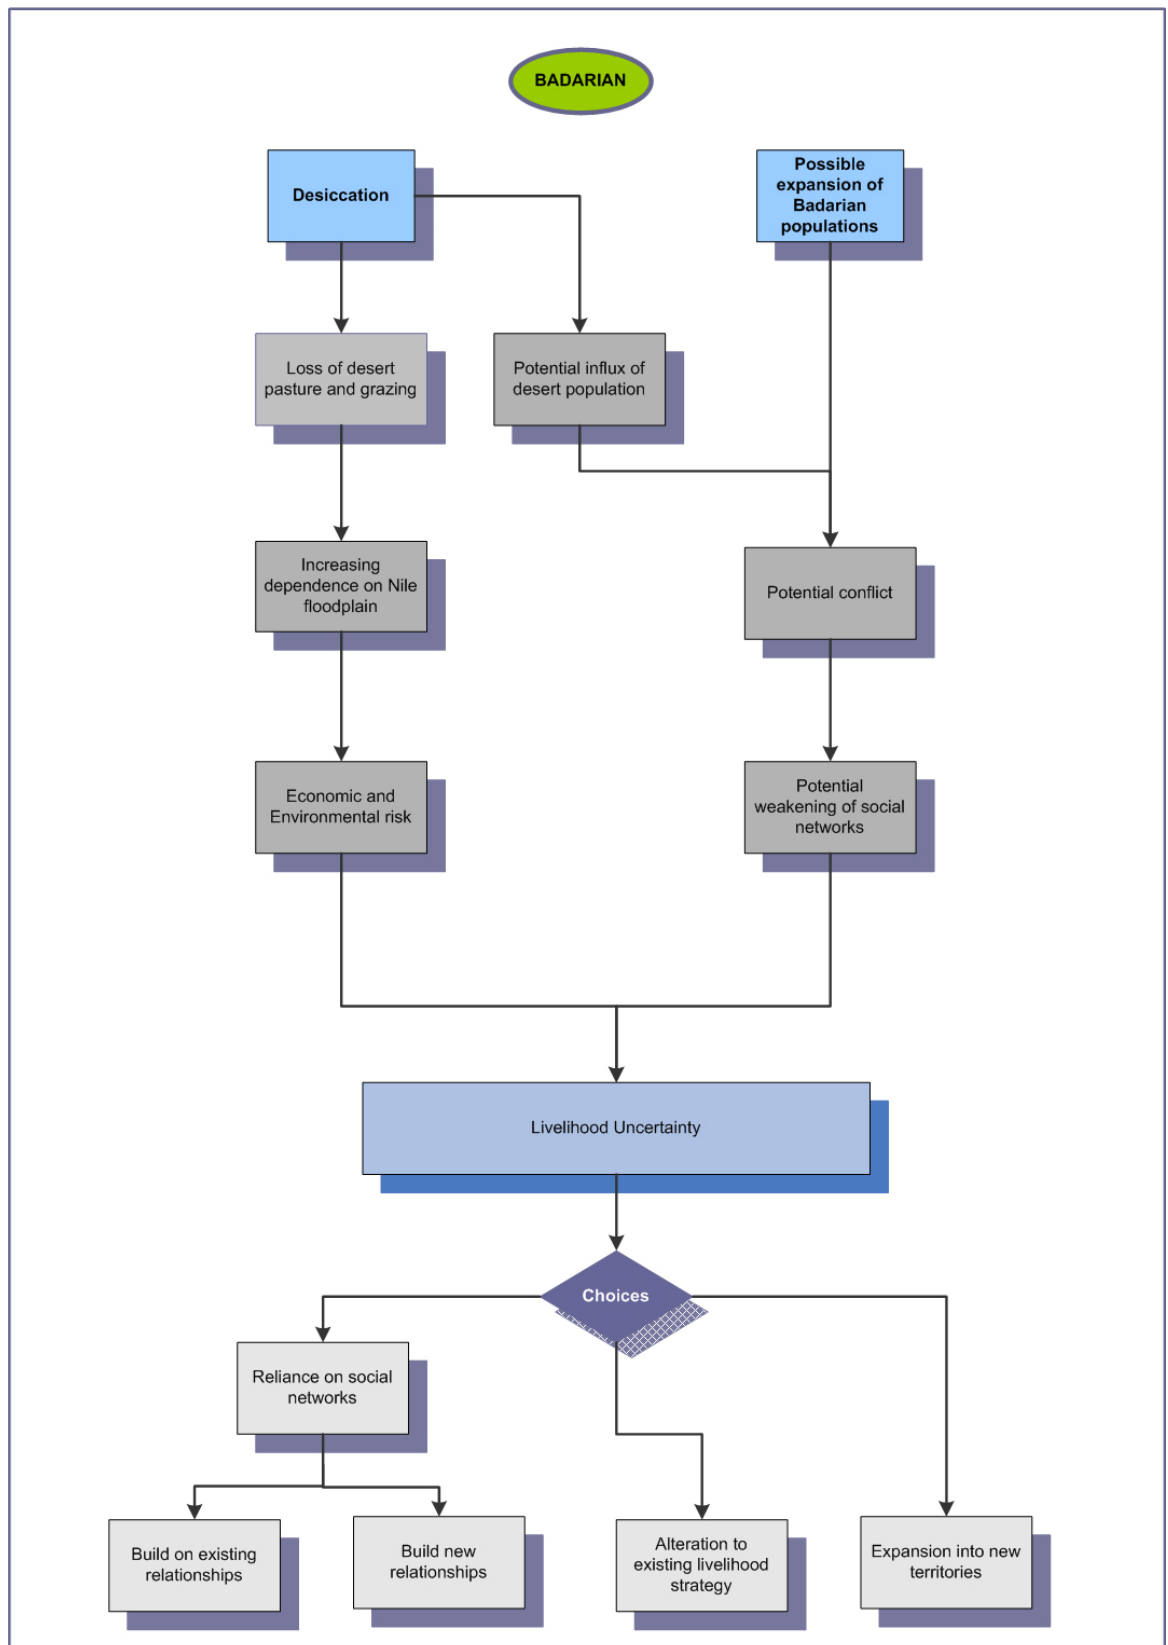 BADARIAN
Desiccation
Possible
expansion of
Badarian
populations
Loss of desert
pasture and grazing
Potential influx of
desert population
Increasing
dependence on Nile
floodplain
Potential conflict
Economic and
Environmental risk
Potential
weakening of social
networks
Livelihood Uncertainty
Choices
Reliance on social
networks
Build on existing
relationships
Build new
relationships
Alteration to
existing livelihood
strategy
Expansion into new
territories